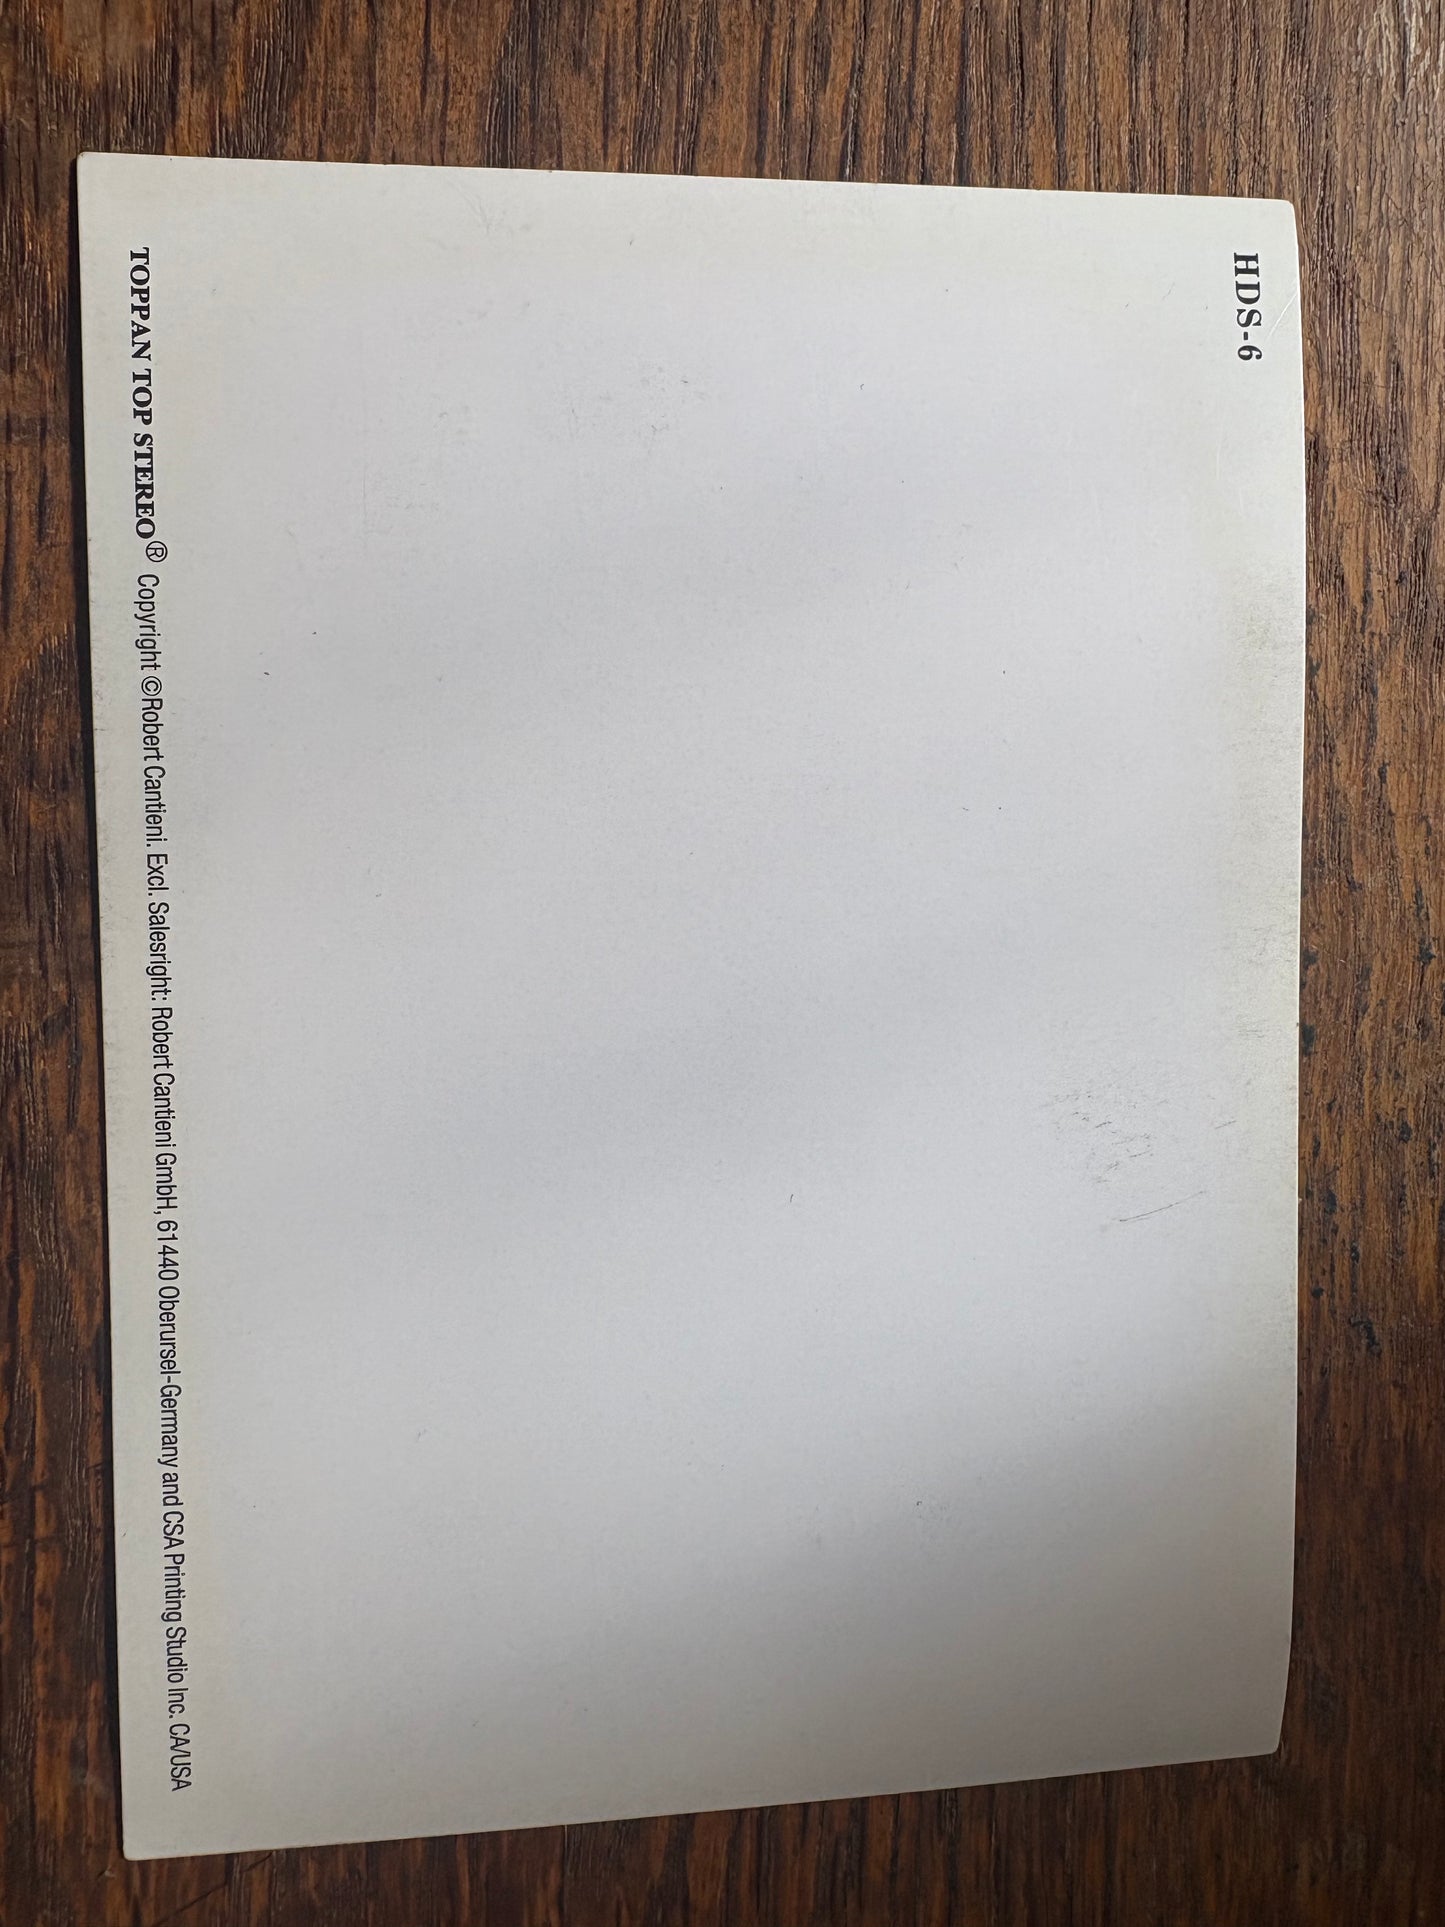 HDS-6
TOPPAN TOP STEREO® Copyright ©Robert Cantieni. Excl. Salesright: Robert Cantieni GmbH, 61440 Oberursel-Germany and CSA Printing Studio Inc. CA/USA